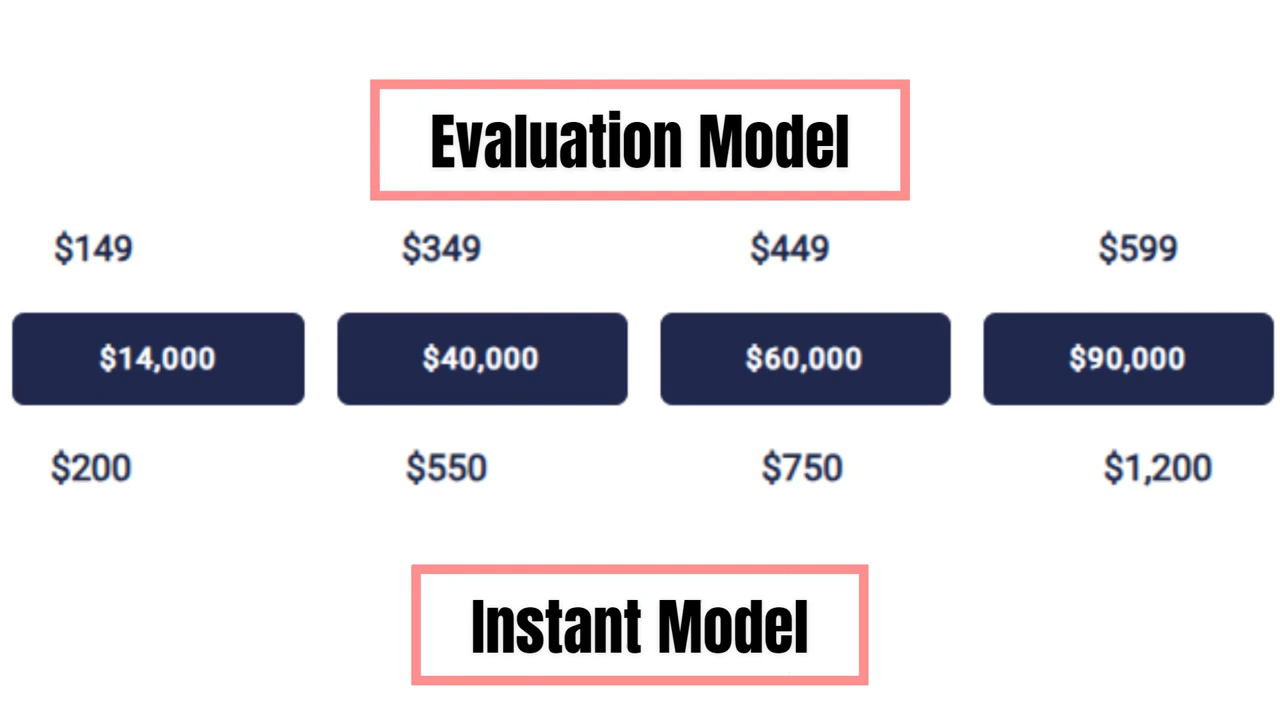 Evaluation Model
$149 $349 $449 $599
$14,000 $40,000 $60,000 $90,000
$200 $550 $750 $1,200
Instant Model